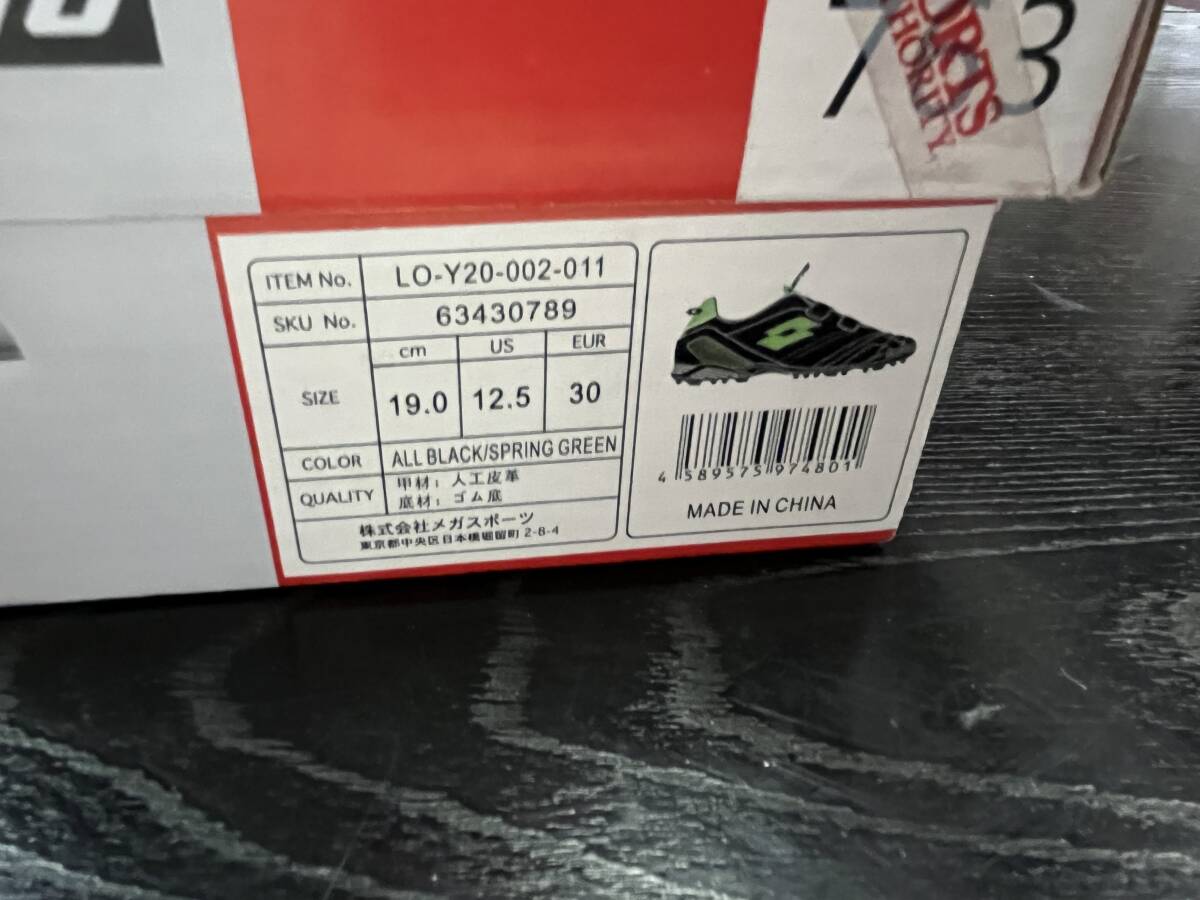 ORTS
HORITY
3
ITEM No. LO-Y20-002-011
SKU No. 63430789
SIZE
cm US EUR
19.0 12.5 30
COLOR ALL BLACK/SPRING GREEN
QUALITY 甲材: 人工皮革
底材: ゴム底
株式会社メガスポーツ
東京都中央区日本橋堀留町 2-8-4
4 589575 974801
MADE IN CHINA